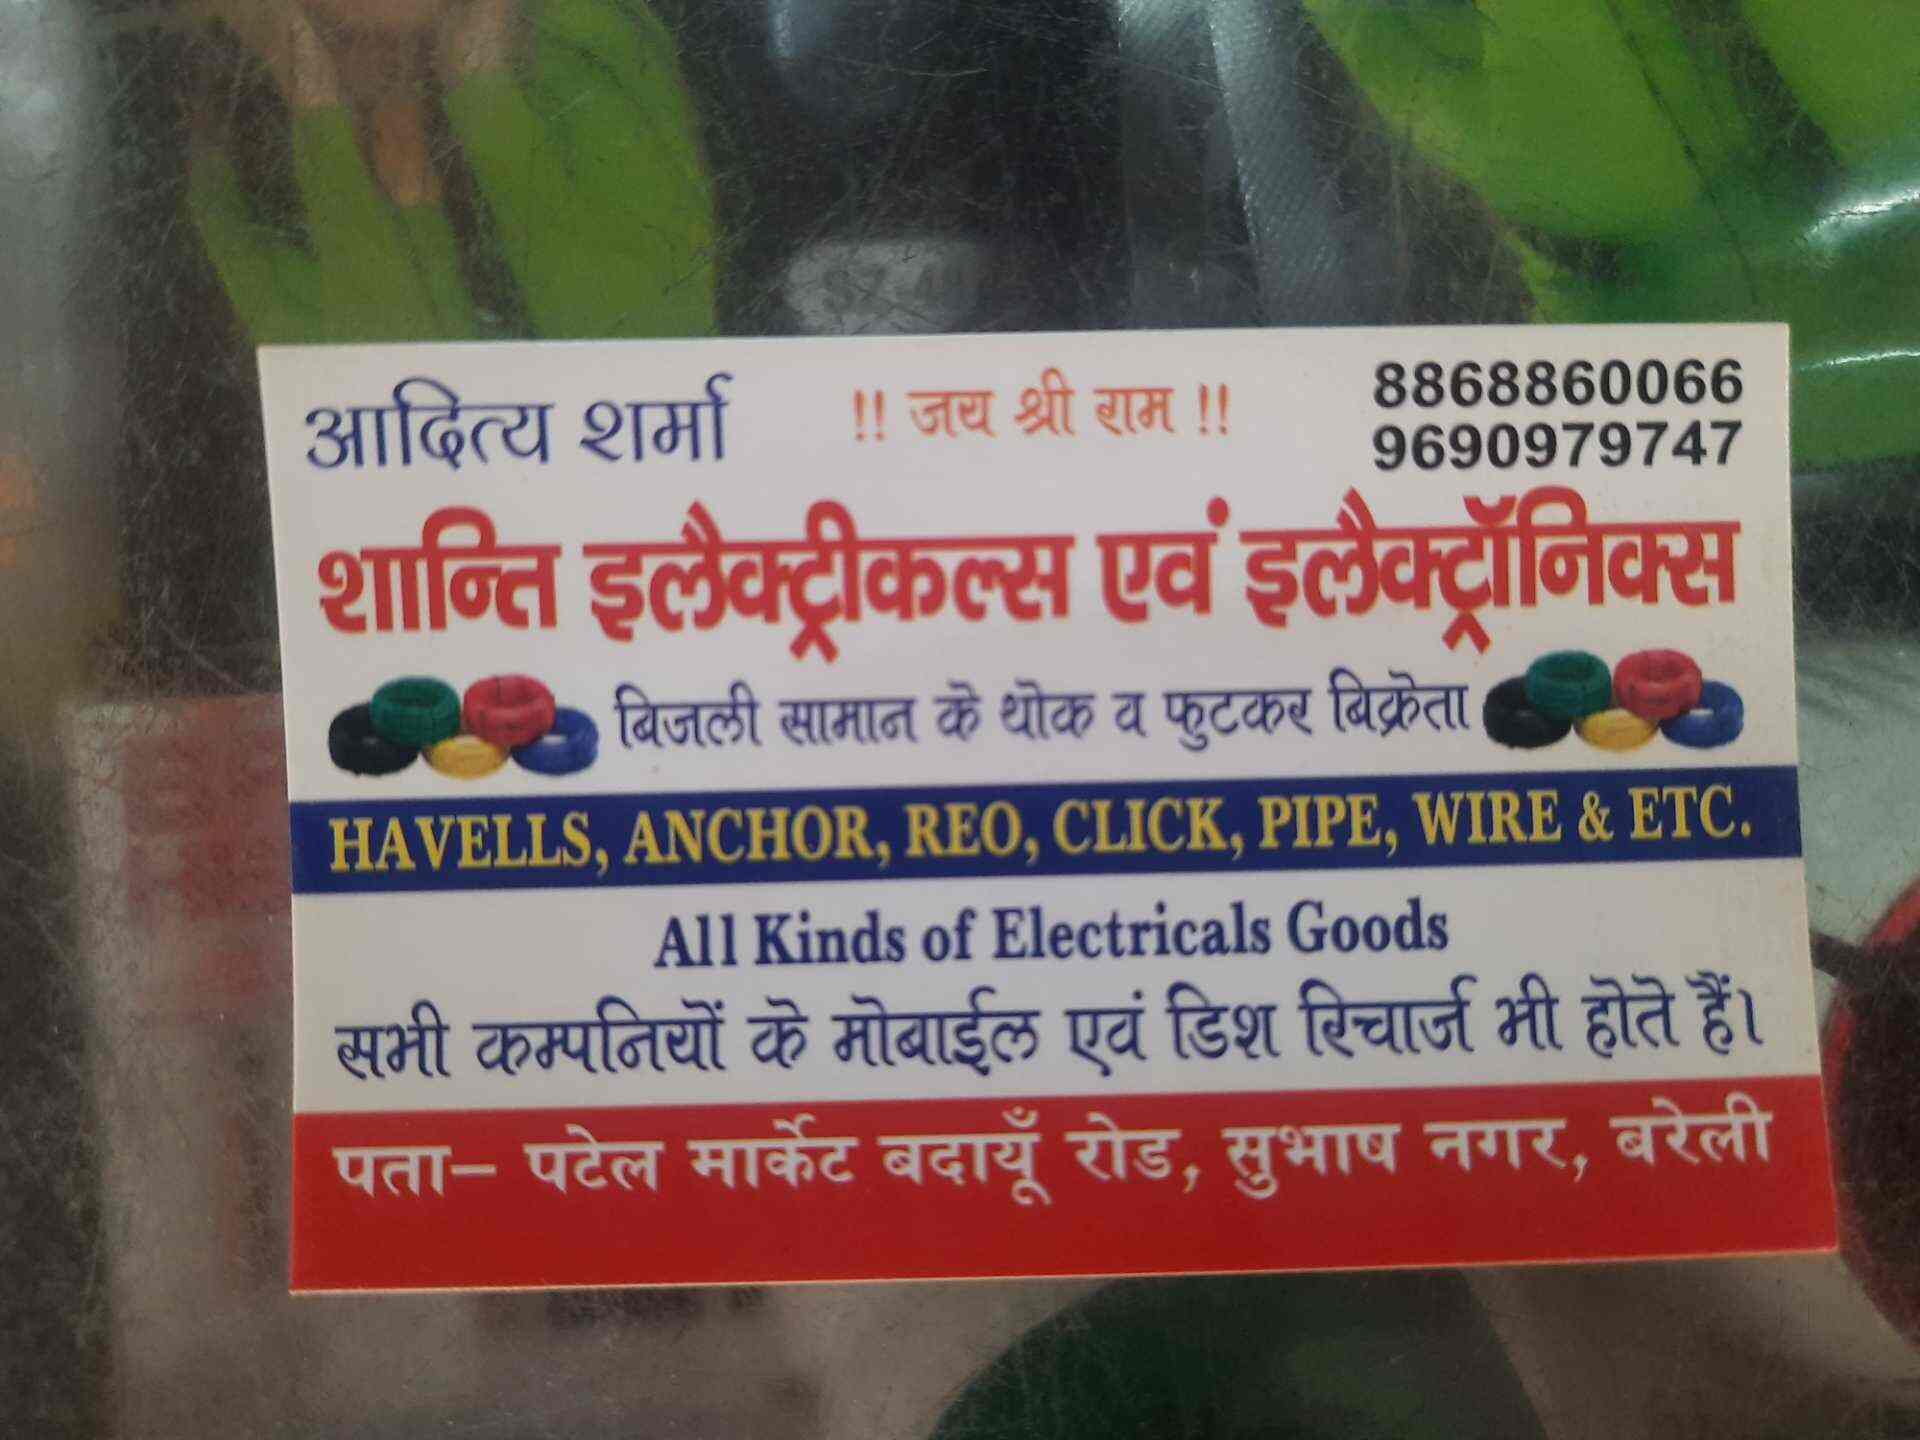 आदित्य शर्मा !! जय श्री राम !! 8868860066
9690979747
शान्ति इलैक्ट्रीकल्स एवं इलैक्ट्रॉनिक्स
बिजली सामान के थोक व फुटकर बिक्रेता
HAVELLS, ANCHOR, REO, CLICK, PIPE, WIRE & ETC.
All Kinds of Electricals Goods
सभी कम्पनियों के मोबाईल एवं डिश रिचार्ज भी होते हैं।
पता– पटेल मार्केट बदायूँ रोड, सुभाष नगर, बरेली